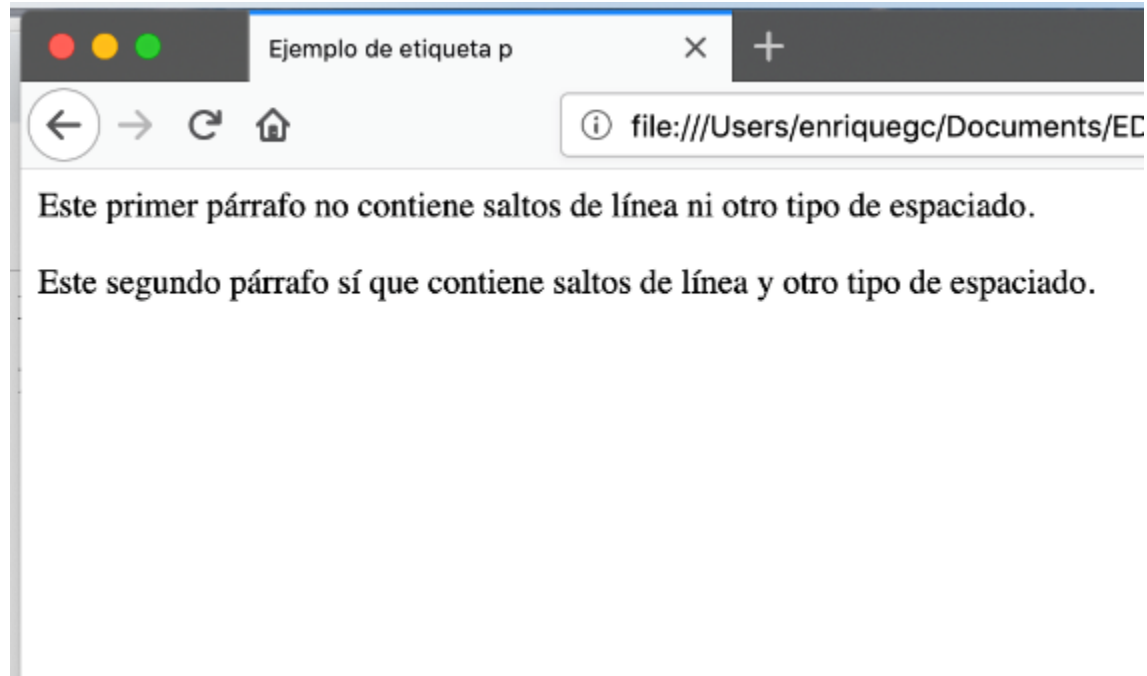 Ejemplo de etiqueta p
file:///Users/enriquegc/Documents/ED
Este primer párrafo no contiene saltos de línea ni otro tipo de espaciado.
Este segundo párrafo sí que contiene saltos de línea y otro tipo de espaciado.